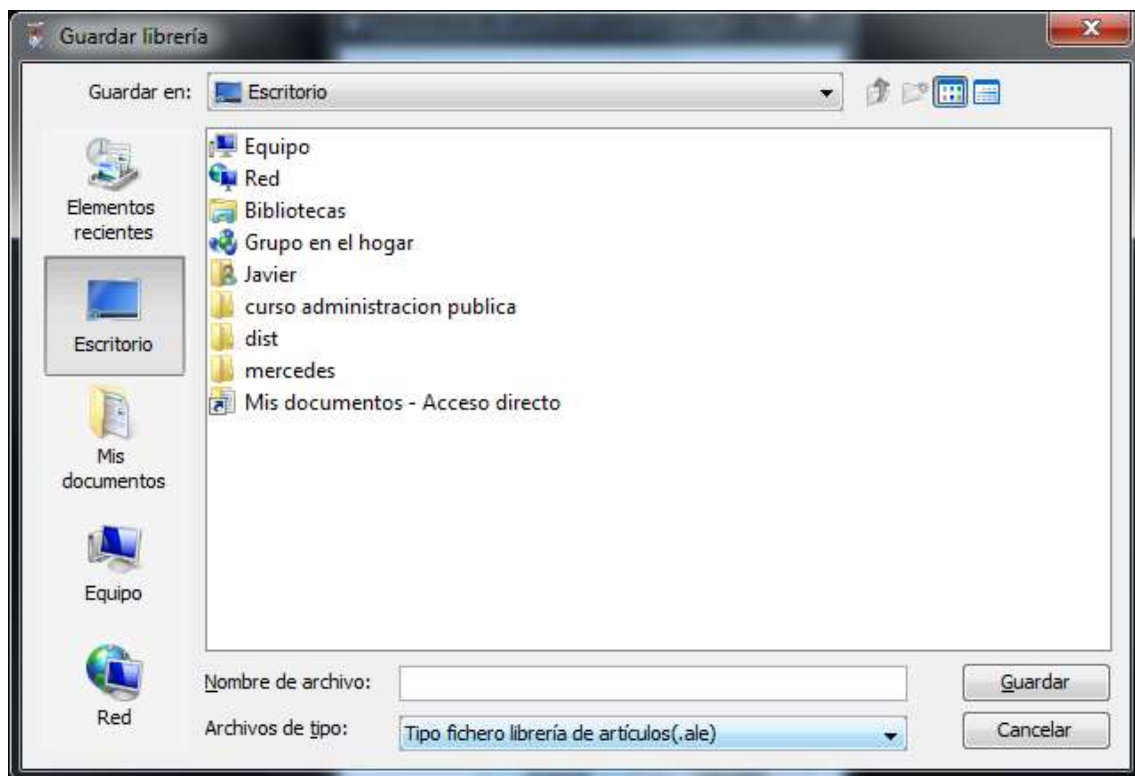 Guardar librería
Guardar en:
Escritorio
Elementos
recientes
Escritorio
Mis
documentos
Equipo
Red
Equipo
Red
Bibliotecas
Grupo en el hogar
Javier
curso administracion publica
dist
mercedes
Mis documentos - Acceso directo
Nombre de archivo:
Guardar
Archivos de tipo:
Tipo fichero librería de artículos(.ale)
Cancelar